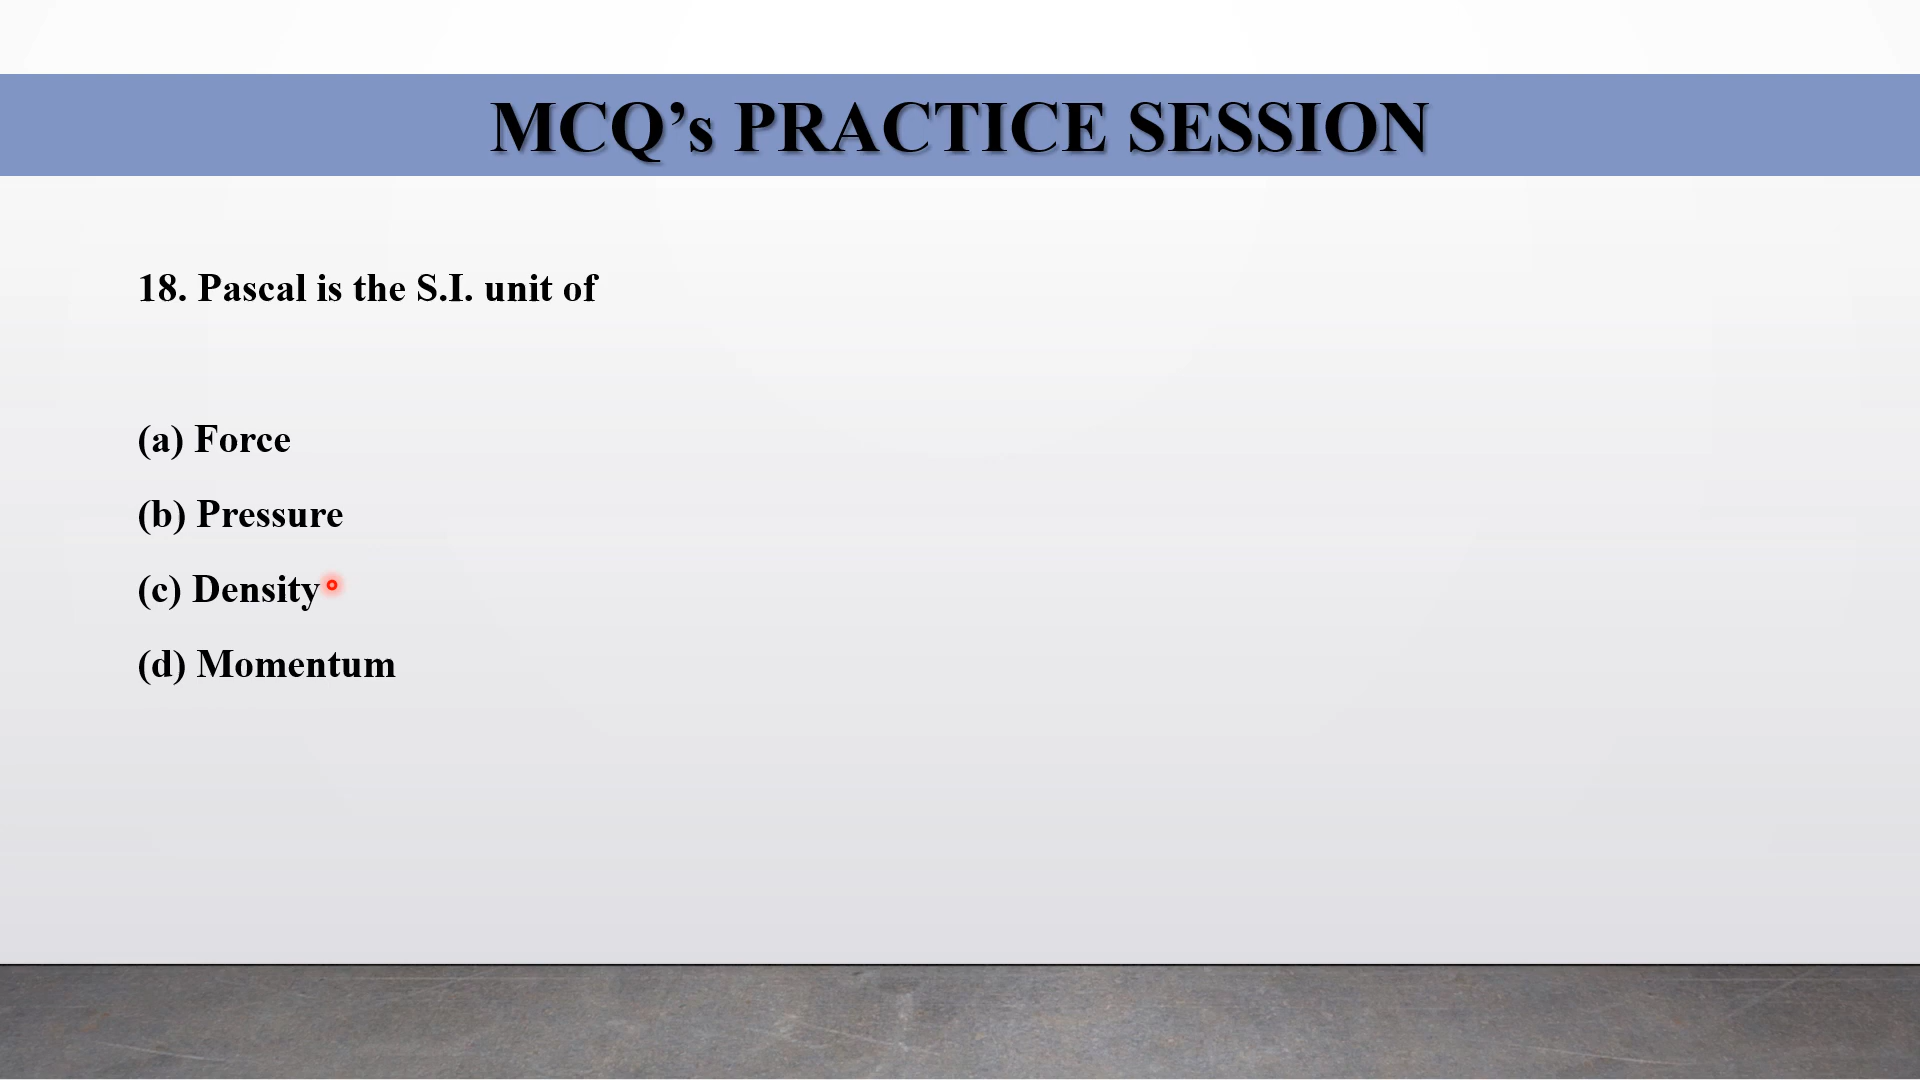 MCQ’s PRACTICE SESSION
18. Pascal is the S.I. unit of
(a) Force
(b) Pressure
(c) Density
(d) Momentum